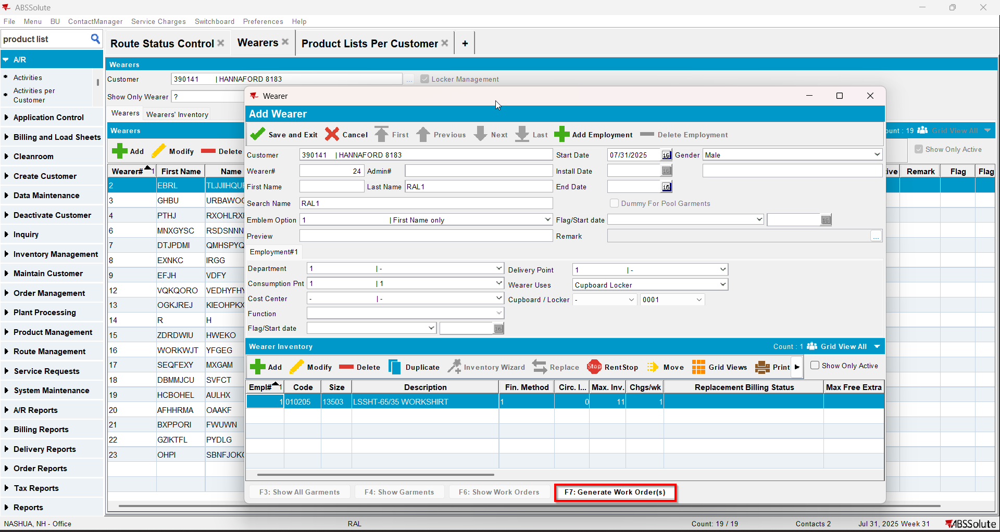 ABSSolute
File Menu BU ContactManager Service Charges Switchboard Preferences Help
product list
Route Status Control
Wearers
Product Lists Per Customer
+
A/R
Activities
Activities per
Customer
Application Control
Billing and Load Sheets
Cleanroom
Create Customer
Data Maintenance
Deactivate Customer
Inquiry
Inventory Management
Maintain Customer
Order Management
Plant Processing
Product Management
Route Management
Service Requests
System Maintenance
A/R Reports
Billing Reports
Delivery Reports
Order Reports
Tax Reports
Reports
Wearers
Customer 390141 | HANNAFORD 8183 ... Locker Management
Show Only Wearer ?
Wearers Wearers' Inventory
Wearers
Add Modify Delete
Wearer# 1 First Name Name
2 EBRL
3 GHBU
4 PTHJ
6 MNXGYSC RSDSNNN
7 DTJPDMI
8 EXNKC IRGG
9 EFJH VDFY
12 VQKQORO
13 OGKJREJ
14 R H
15 ZDRDWIU HWEKO
16 WORKWJT YFGEG
17 SEQFEXY MXGAM
18 DBMMJCU SVFCT
19 HCBOHEL AULHX
20 AFHHRMA OAAKF
21 BXPPORI FWUWN
22 GZIKTFL PYDLG
23 OHPI
ount : 19 Grid View All
Show Only Active
ive Remark Flag Flag
Wearer
Add Wearer
Save and Exit Cancel First Previous Next Last Add Employment Delete Employment
Customer 390141 | HANNAFORD 8183 Start Date 07/31/2025 16 Gender Male
Wearer# 24 Admin# Install Date 16
First Name Last Name RAL1 End Date 16
Search Name RAL1 Dummy For Pool Garments
Emblem Option 1 | First Name only Flag/Start date 16
Preview Remark ...
Employment#1
Department 1 | - Delivery Point 1 | -
Consumption Pnt 1 | 1 Wearer Uses Cupboard Locker
Cost Center - | - Cupboard / Locker - 0001
Function
Flag/Start date 16
Wearer Inventory Count : 1 Grid View All
Add Modify Delete Duplicate Inventory Wizard Replace Stop RentStop Move Grid Views Print Show Only Active
Empl# 1 Code Size Description Fin. Method Circ. I... Max. Inv. Chgs/wk Replacement Billing Status Max Free Extra
1 010205 13503 LSSHT-65/35 WORKSHIRT 1 0 11 1
F3: Show All Garments F4: Show Garments F6: Show Work Orders F7: Generate Work Order(s)
NASHUA, NH - Office RAL Count: 19 / 19 Contacts 2 Jul 31, 2025 Week 31 ABSSolute